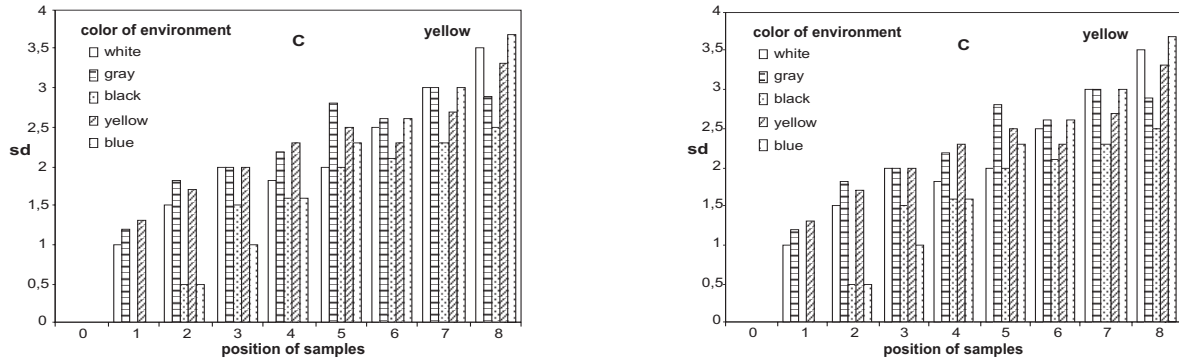 4
3,5
3
2,5
2
1,5
1
0,5
0
sd
color of environment
white
gray
black
yellow
blue
C
yellow
0 1 2 3 4 5 6 7 8
position of samples
4
3,5
3
2,5
2
1,5
1
0,5
0
sd
color of environment
white
gray
black
yellow
blue
C
yellow
0 1 2 3 4 5 6 7 8
position of samples